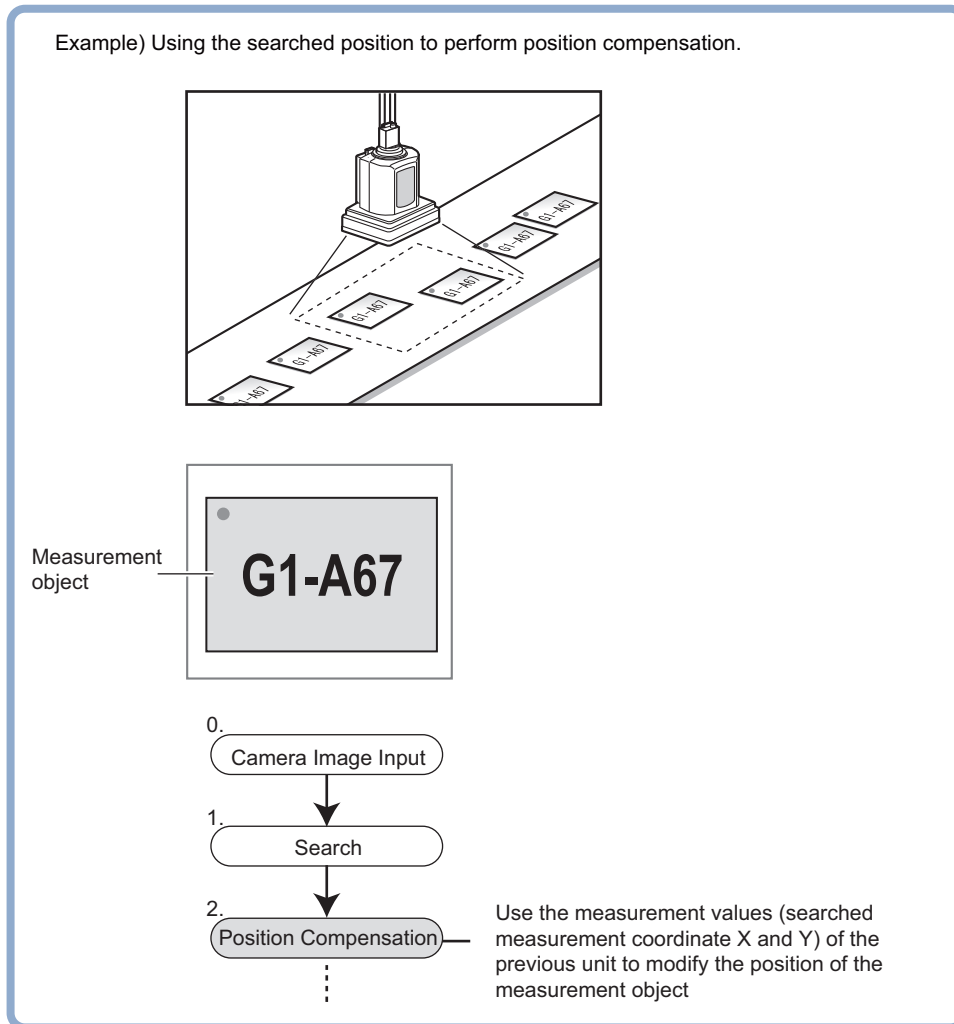 Example) Using the searched position to perform position compensation.
G1-A67
G1-A67
G1-A67
G1-A67
G1-A67
1-A67
Measurement
object
G1-A67
0.
Camera Image Input
1.
Search
2.
Position Compensation
Use the measurement values (searched
measurement coordinate X and Y) of the
previous unit to modify the position of the
measurement object